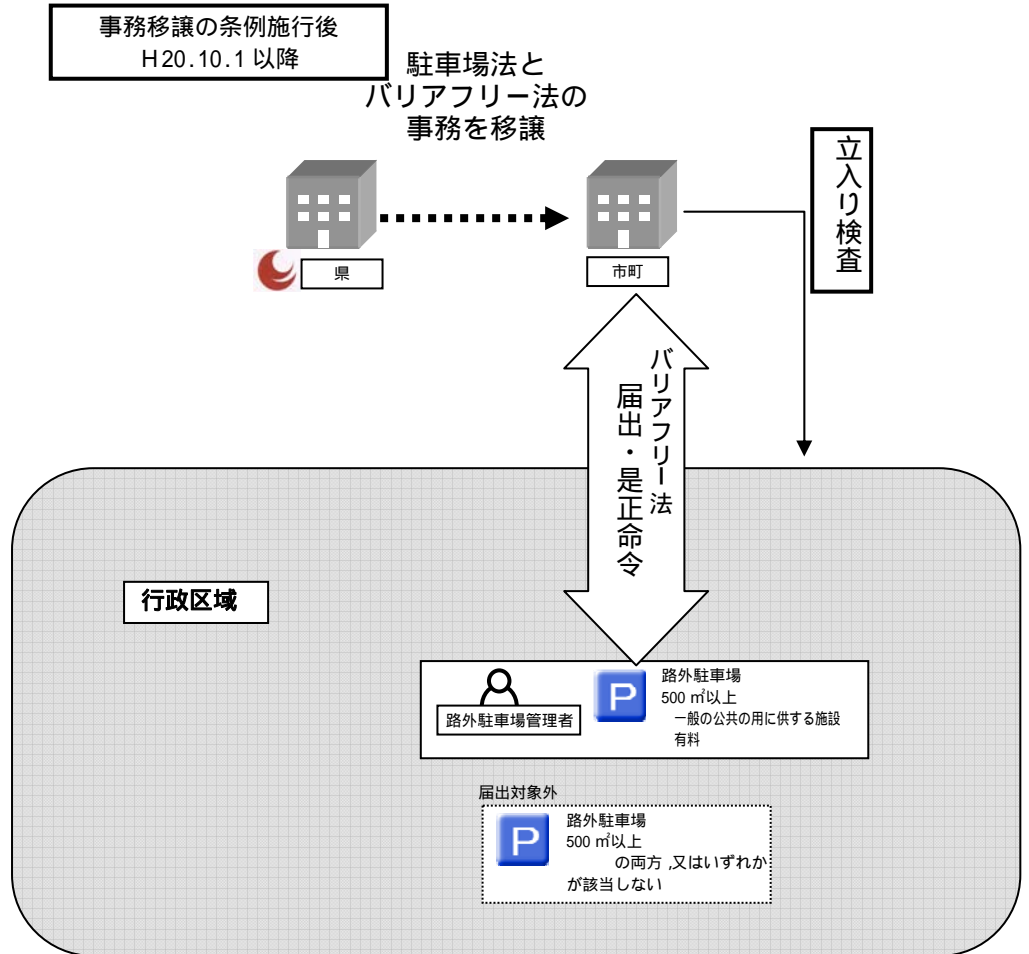 事務移譲の条例施行後
H20.10.1以降
駐車場法と
バリアフリー法の
事務を移譲
県
市町
立入り検査
バリアフリー法
届出・是正命令
行政区域
路外駐車場管理者
P
路外駐車場
500㎡以上
一般の公共の用に供する施設
有料
届出対象外
P
路外駐車場
500㎡以上
の両方,又はいずれか
が該当しない